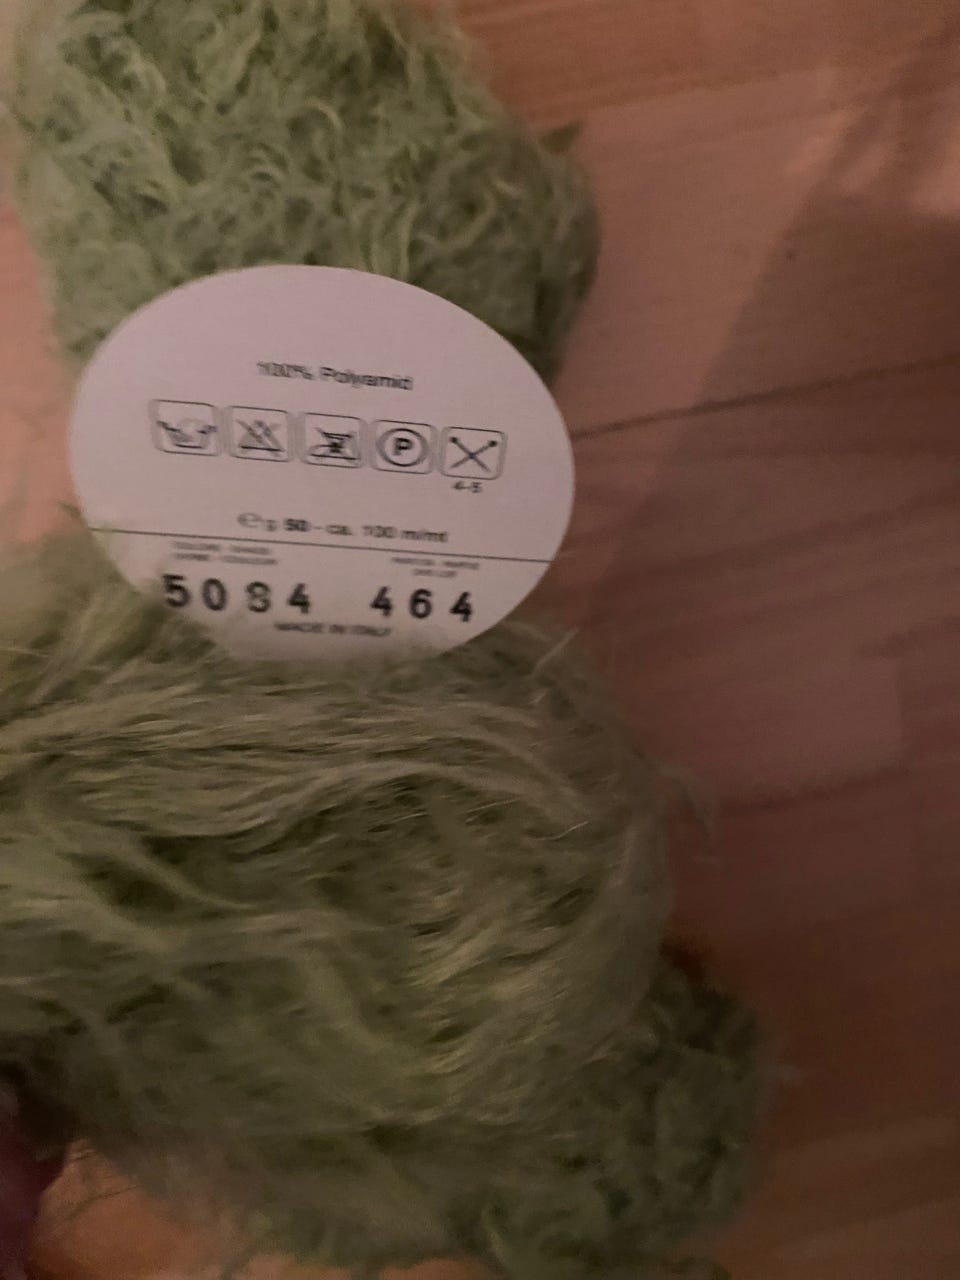 100% Polyamid
P
4-5
℮ g 50 - ca. 100 m/mt
5084 464
MADE IN ITALY